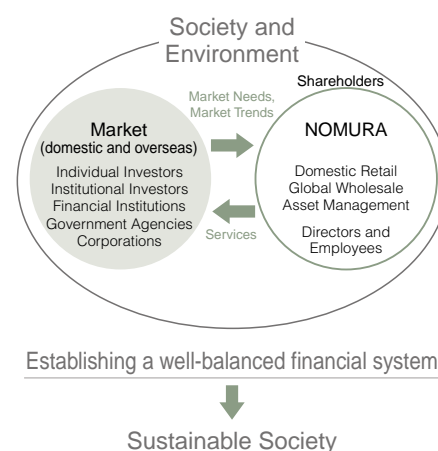 Society and
Environment
Shareholders
Market Needs,
Market Trends
Market
(domestic and overseas)
Individual Investors
Institutional Investors
Financial Institutions
Government Agencies
Corporations
NOMURA
Domestic Retail
Global Wholesale
Asset Management
Directors and
Employees
Services
Establishing a well-balanced financial system
Sustainable Society